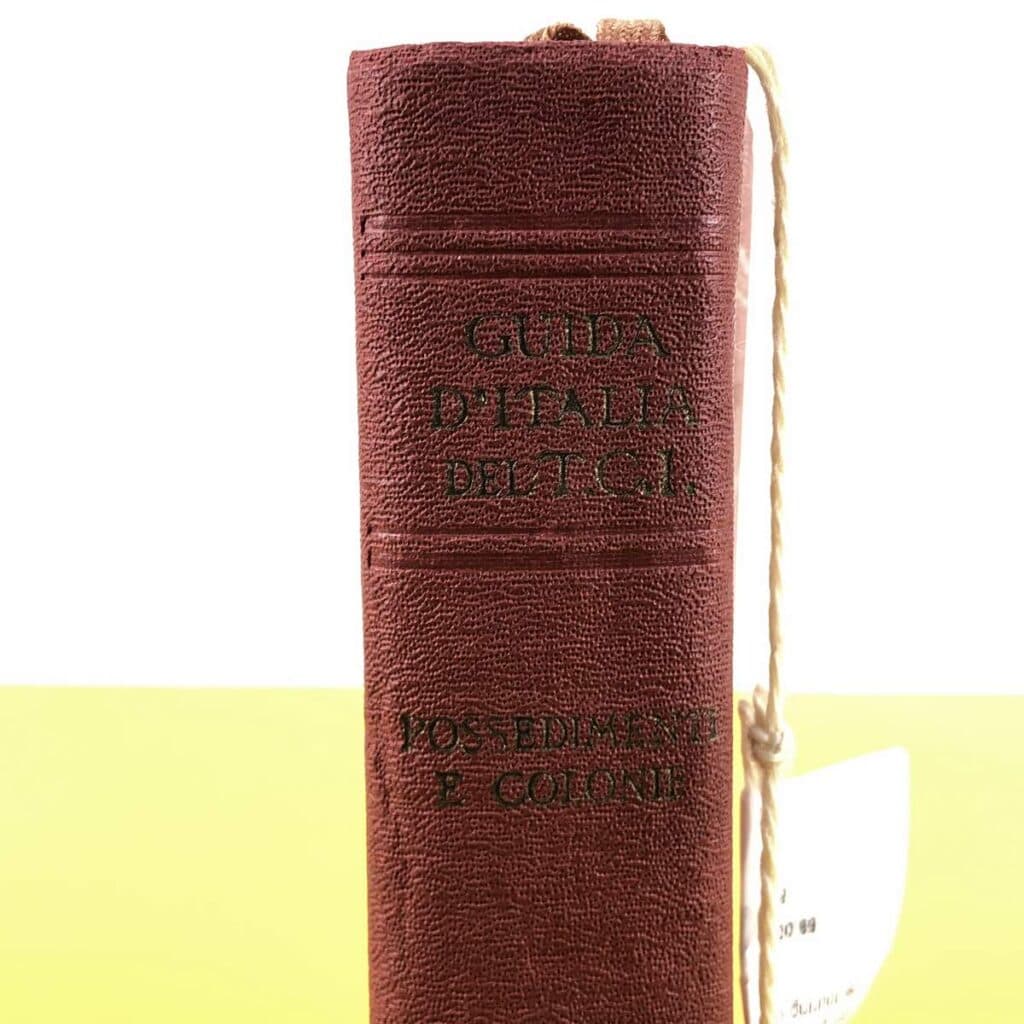 GUIDA
D'ITALIA
DEL T.C.I.
POSSEDIMENTI
E COLONIE